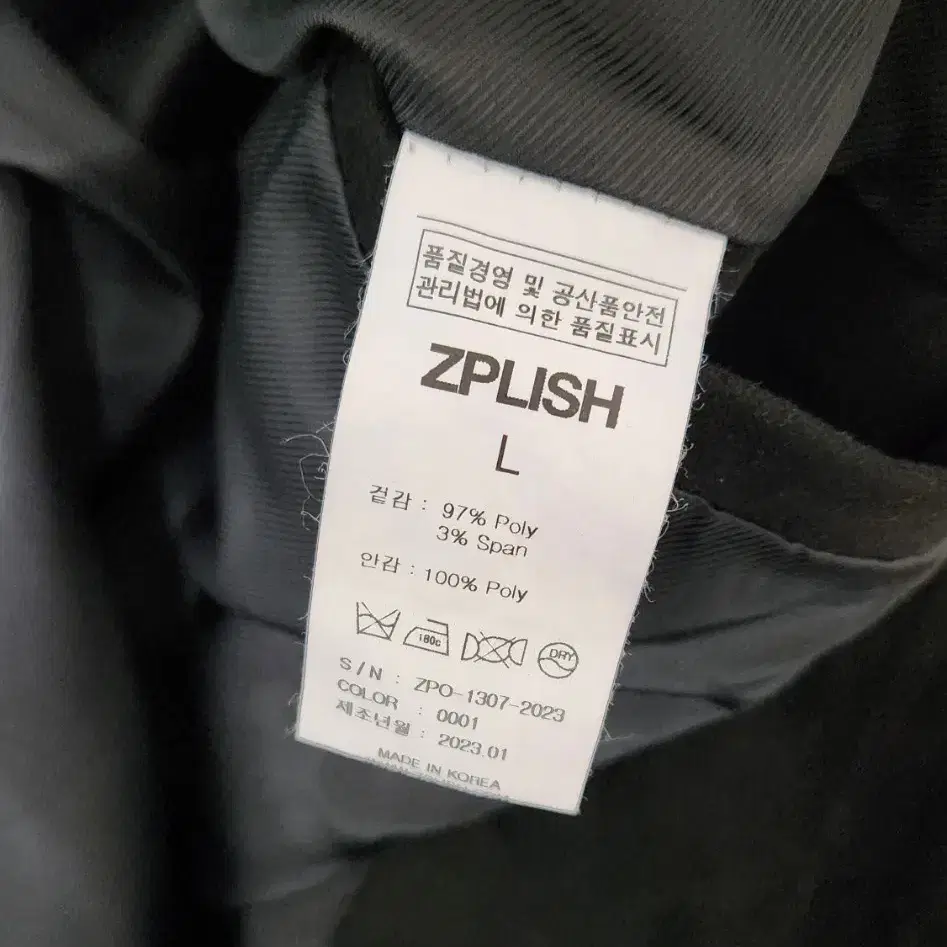 품질경영 및 공산품안전
관리법에 의한 품질표시
ZPLISH
L
겉감 : 97% Poly
3% Span
안감 : 100% Poly
180c DRY
S/N : ZPO-1307-2023
COLOR : 0001
제조년월 : 2023.01
MADE IN KOREA